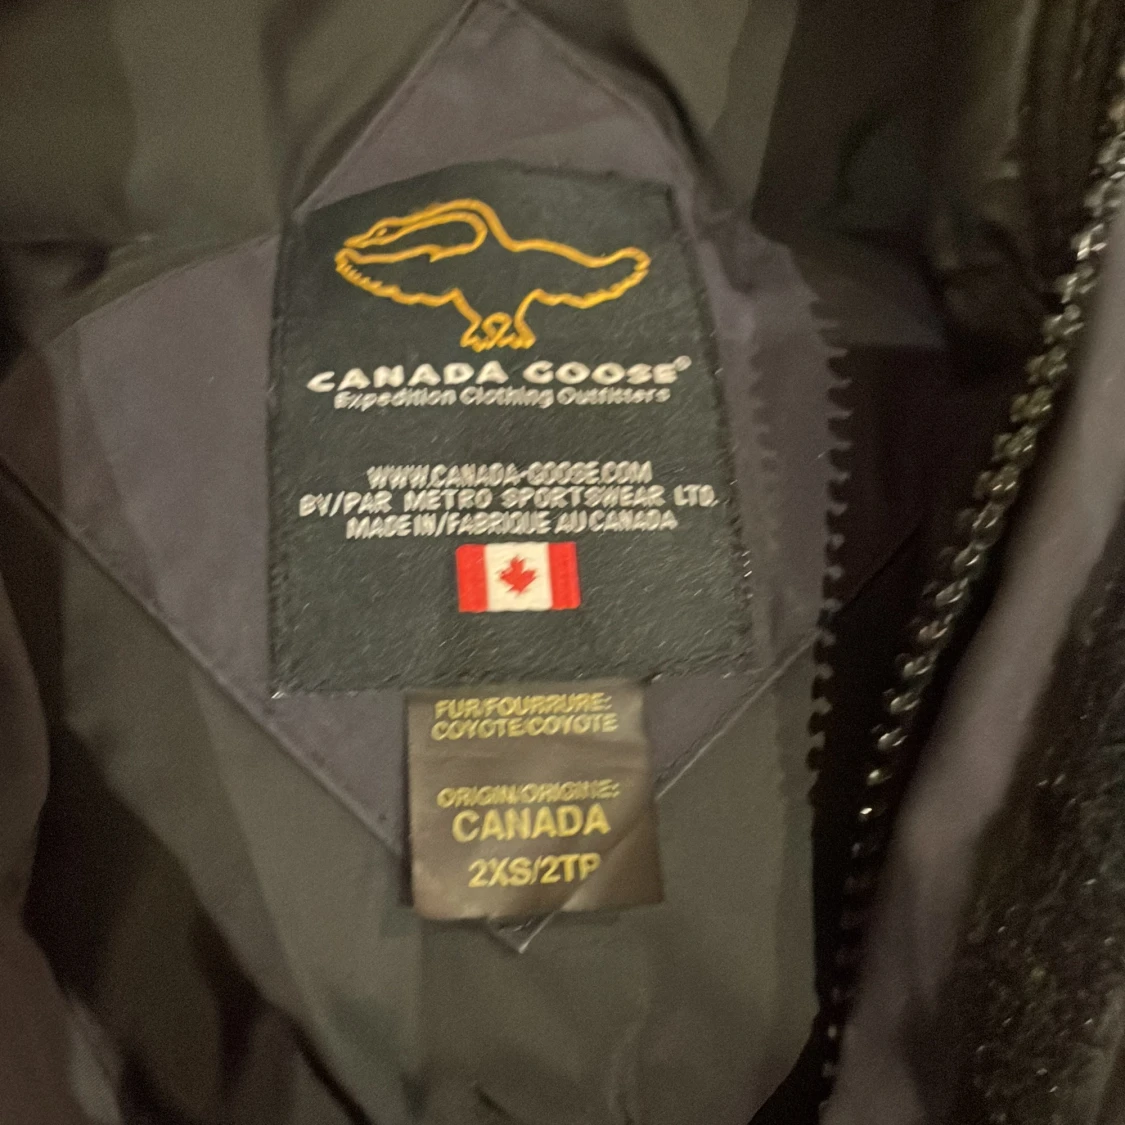 CANADA GOOSE®
Expedition Clothing Outfitters
WWW.CANADA-GOOSE.COM
BY/PAR METRO SPORTSWEAR LTD.
MADE IN/FABRIQUÉ AU CANADA
FUR/FOURRURE:
COYOTE/COYOTE
ORIGIN/ORIGINE:
CANADA
2XS/2TP